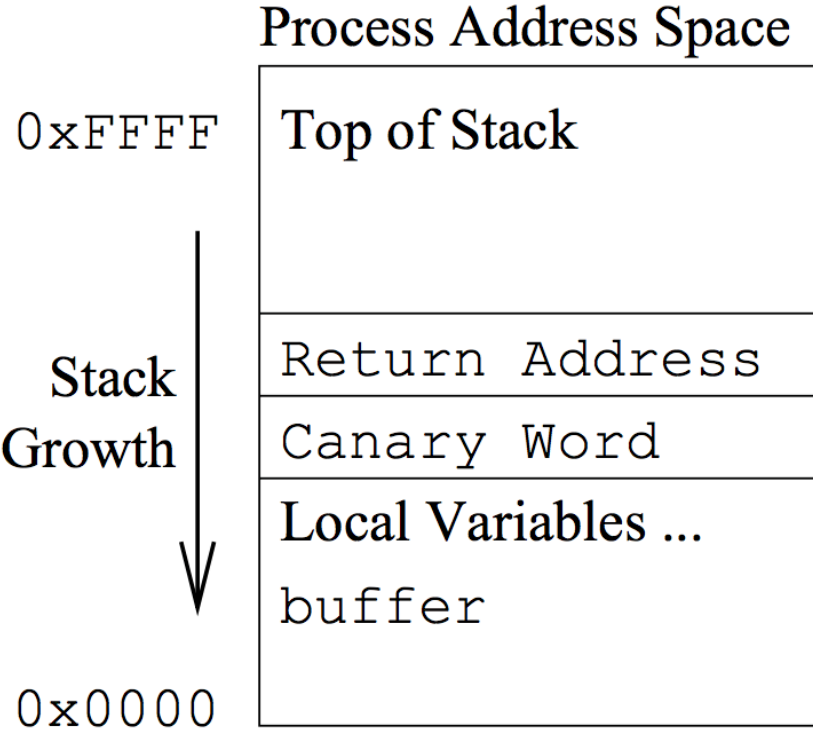 Process Address Space
0xFFFF
Top of Stack
Return Address
Stack
Growth
Canary Word
Local Variables ...
buffer
0x0000